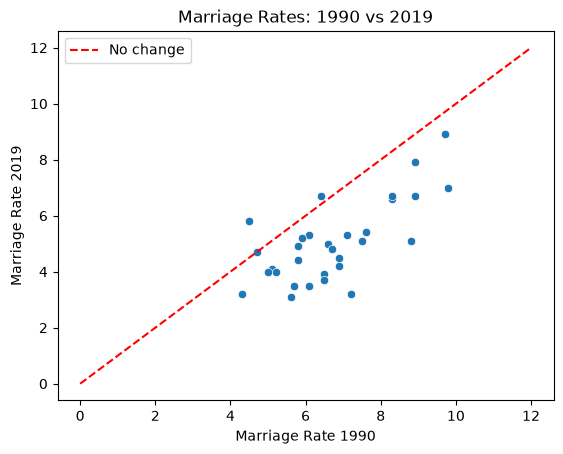 Marriage Rates: 1990 vs 2019
No change
12
10
8
6
4
2
0
Marriage Rate 2019
0 2 4 6 8 10 12
Marriage Rate 1990